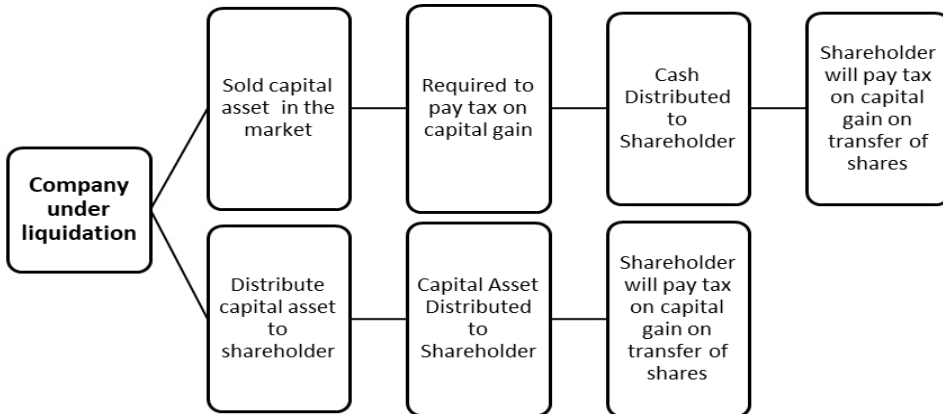 Company
under
liquidation
Sold capital
asset in the
market
Required to
pay tax on
capital gain
Cash
Distributed
to
Shareholder
Shareholder
will pay tax
on capital
gain on
transfer of
shares
Distribute
capital asset
to
shareholder
Capital Asset
Distributed
to
Shareholder
Shareholder
will pay tax
on capital
gain on
transfer of
shares